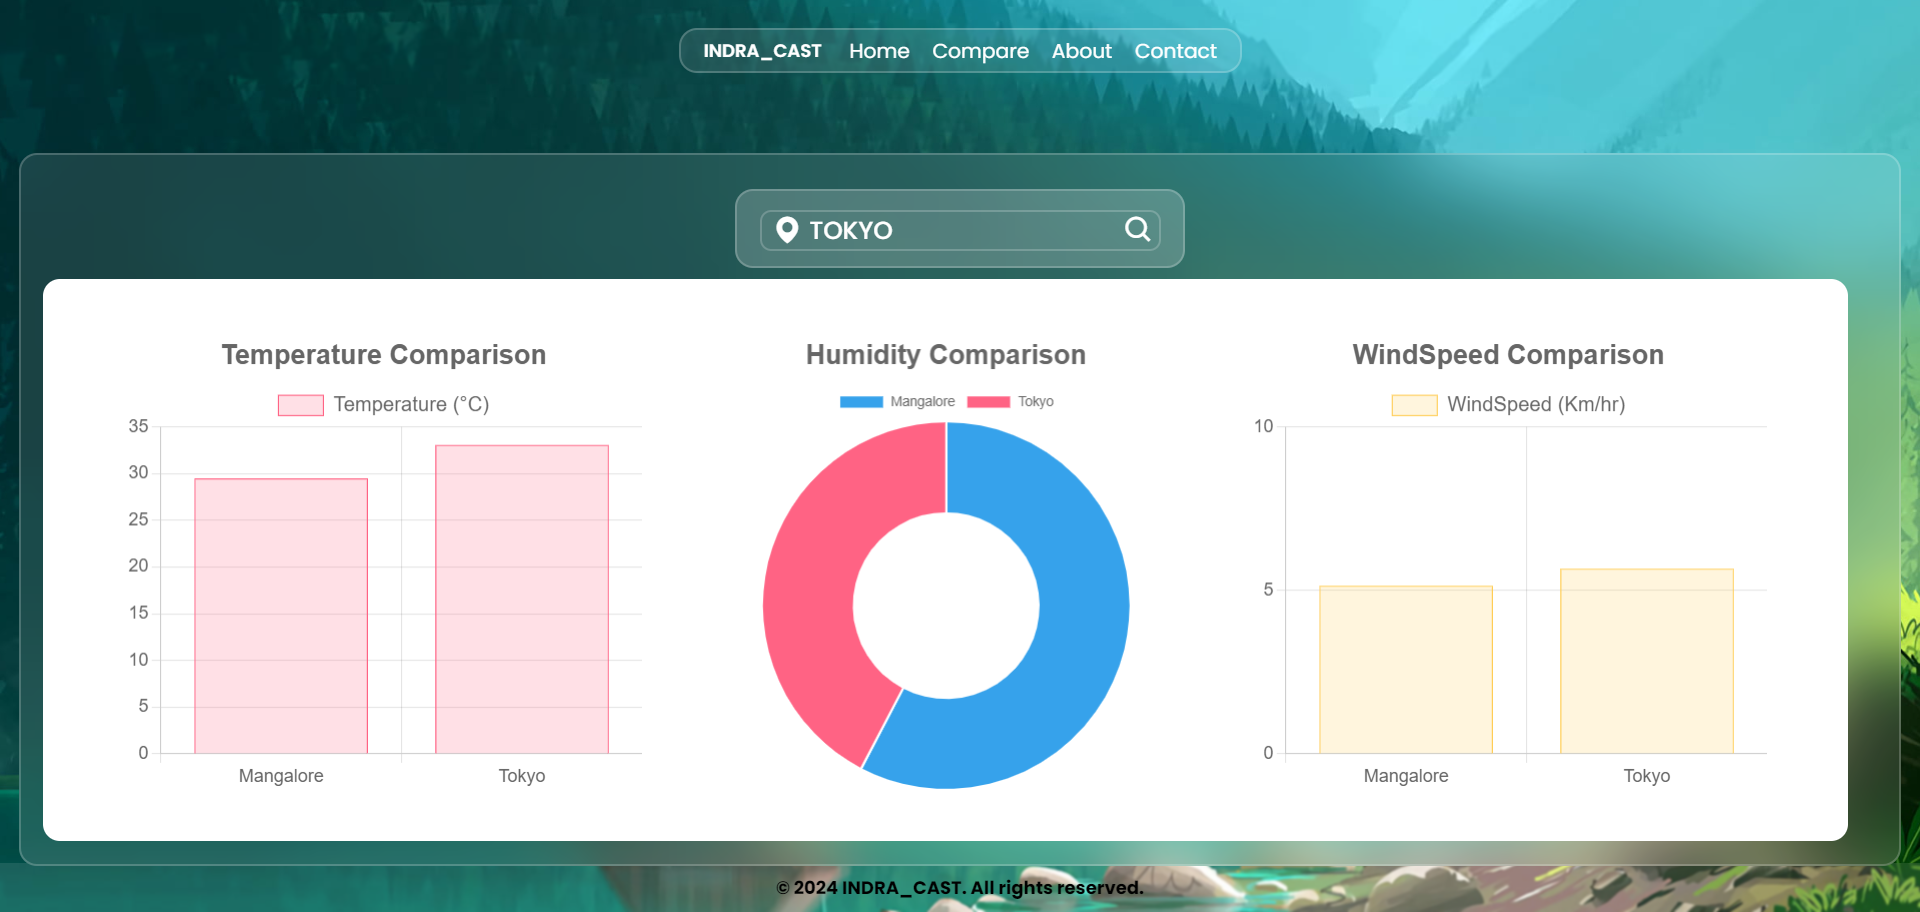 INDRA_CAST Home Compare About Contact
TOKYO
Temperature Comparison
Temperature (°C)
35
30
25
20
15
10
5
0
Mangalore Tokyo
Humidity Comparison
Mangalore Tokyo
WindSpeed Comparison
WindSpeed (Km/hr)
10
5
0
Mangalore Tokyo
© 2024 INDRA_CAST. All rights reserved.